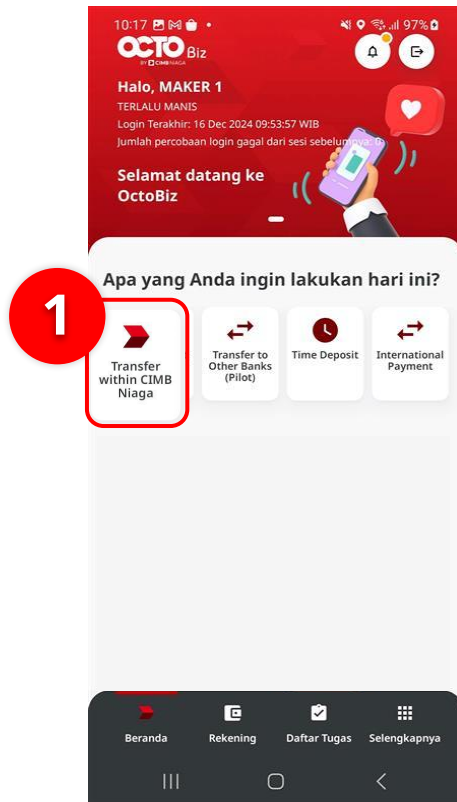 10:17
97%
OCTO Biz
BY CIMB NIAGA
Halo, MAKER 1
TERLALU MANIS
Login Terakhir: 16 Dec 2024 09:53:57 WIB
Jumlah percobaan login gagal dari sesi sebelumnya: 0
Selamat datang ke
OctoBiz
Apa yang Anda ingin lakukan hari ini?
1
Transfer
within CIMB
Niaga
Transfer to
Other Banks
(Pilot)
Time Deposit
International
Payment
Beranda
Rekening
Daftar Tugas
Selengkapnya